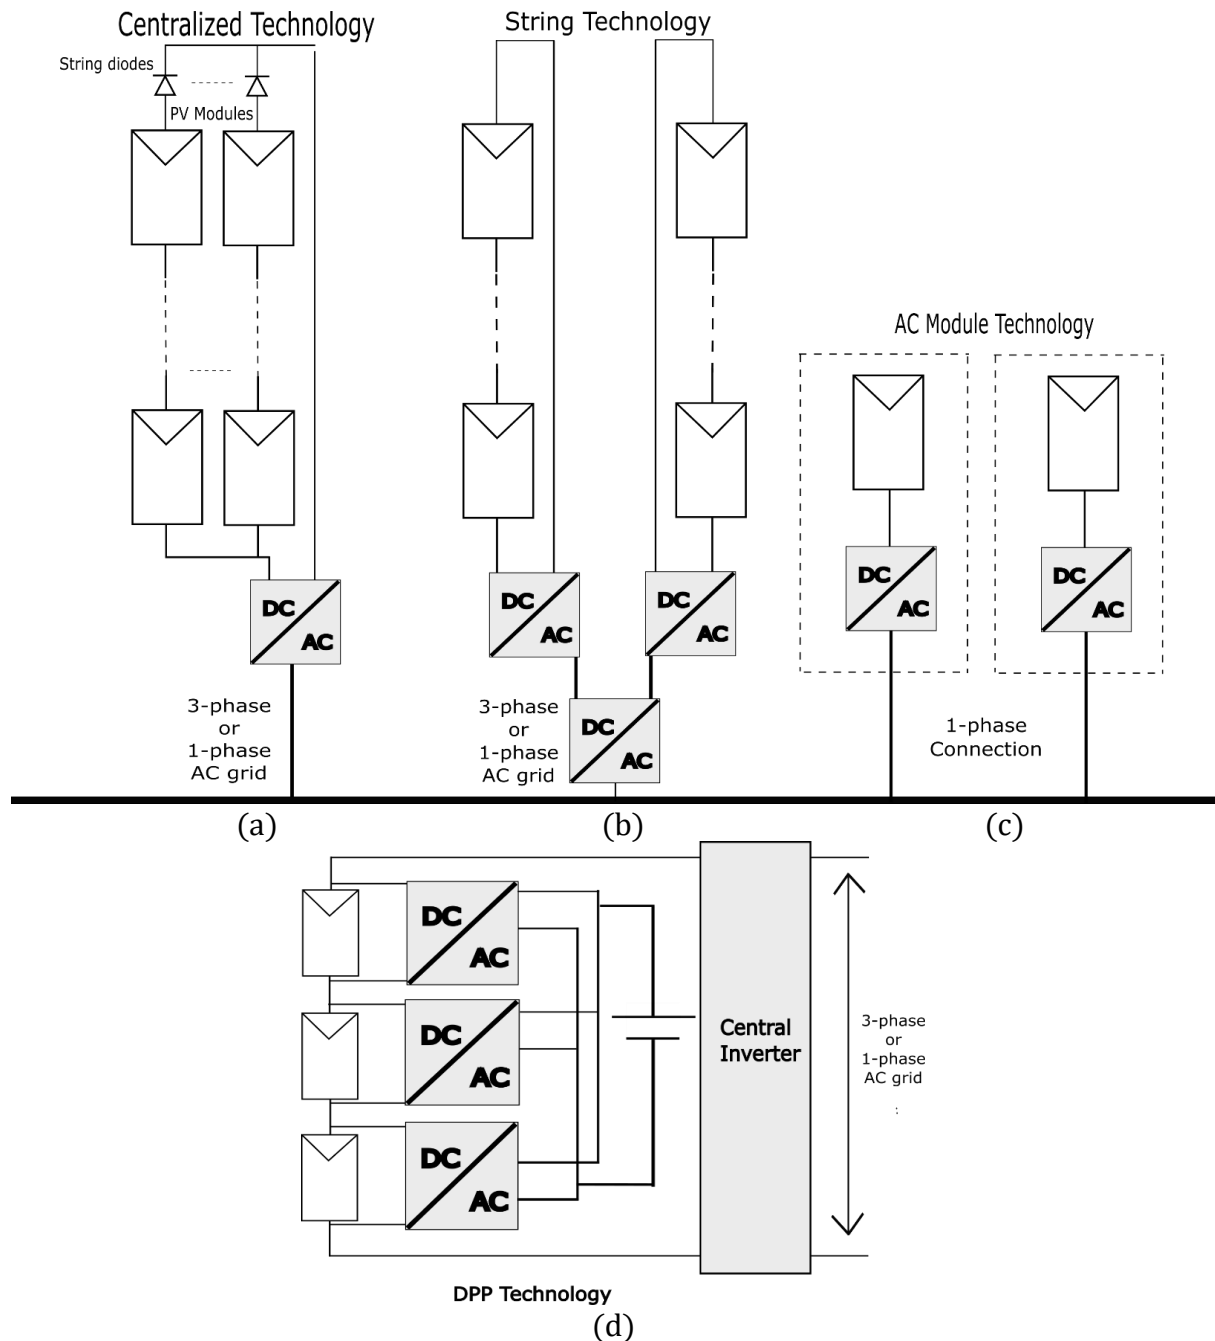 Centralized Technology
String diodes
PV Modules
DC
AC
3-phase
or
1-phase
AC grid
(a)
String Technology
DC
AC
DC
AC
DC
AC
3-phase
or
1-phase
AC grid
(b)
AC Module Technology
DC
AC
DC
AC
1-phase
Connection
(c)
DC
AC
DC
AC
DC
AC
Central
Inverter
3-phase
or
1-phase
AC grid
:
DPP Technology
(d)